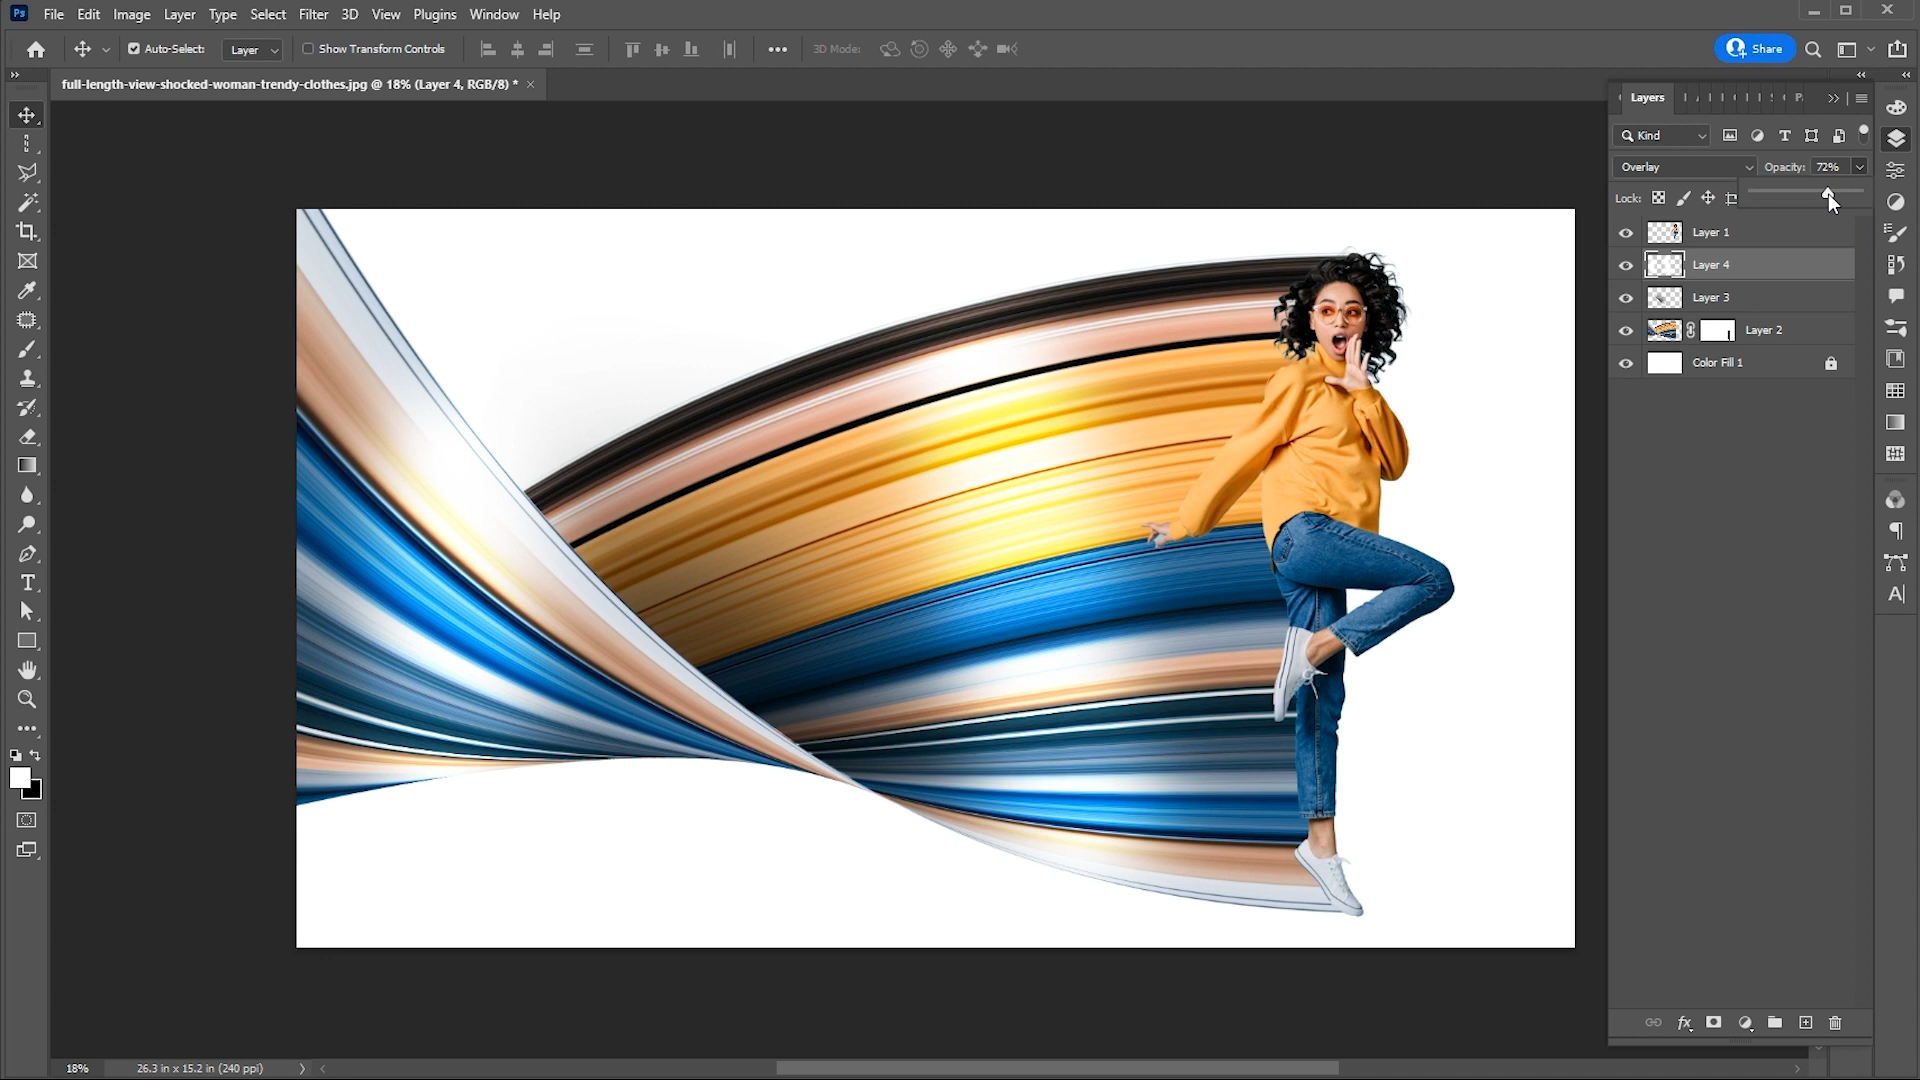 Ps File Edit Image Layer Type Select Filter 3D View Plugins Window Help
Auto-Select: Layer Show Transform Controls 3D Mode: Share
full-length-view-shocked-woman-trendy-clothes.jpg @ 18% (Layer 4, RGB/8) *
Layers
Kind
Overlay Opacity: 72%
Lock:
Layer 1
Layer 4
Layer 3
Layer 2
Color Fill 1
18% 26.3 in x 15.2 in (240 ppi)